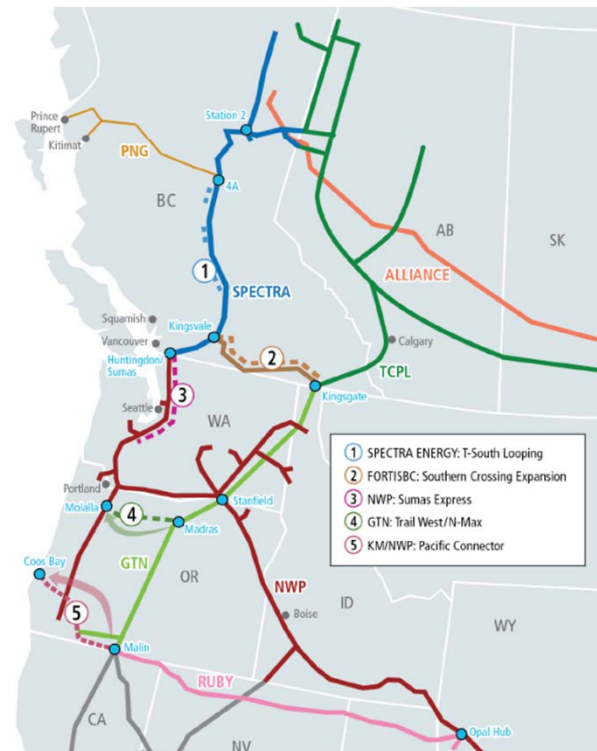 Station 2
Prince
Rupert
Kitimat
PNG
4A
BC
AB
SK
1
SPECTRA
ALLIANCE
Squamish
Kingsvale
Vancouver
2
Calgary
Huntingdon/
Sumas
TCPL
Kingsgate
3
Seattle
WA
1 SPECTRA ENERGY: T-South Looping
2 FORTISBC: Southern Crossing Expansion
3 NWP: Sumas Express
4 GTN: Trail West/N-Max
5 KM/NWP: Pacific Connector
Portland
Stanfield
Molalla
4
Madras
Coos Bay
GTN
OR
NWP
ID
Boise
WY
5
Malin
RUBY
CA
NV
Opal Hub